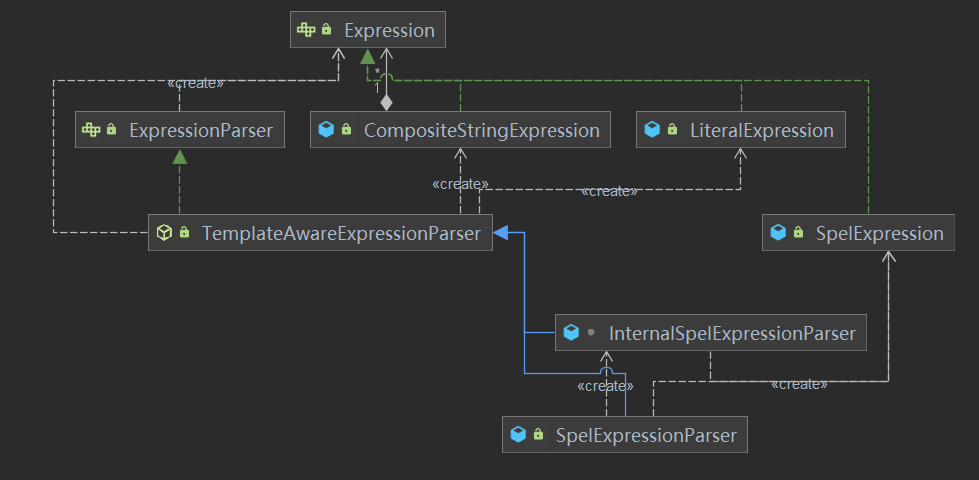 Expression
«create»
*
1
ExpressionParser
CompositeStringExpression
LiteralExpression
«create»
«create»
TemplateAwareExpressionParser
SpelExpression
InternalSpelExpressionParser
«create»
«create»
SpelExpressionParser